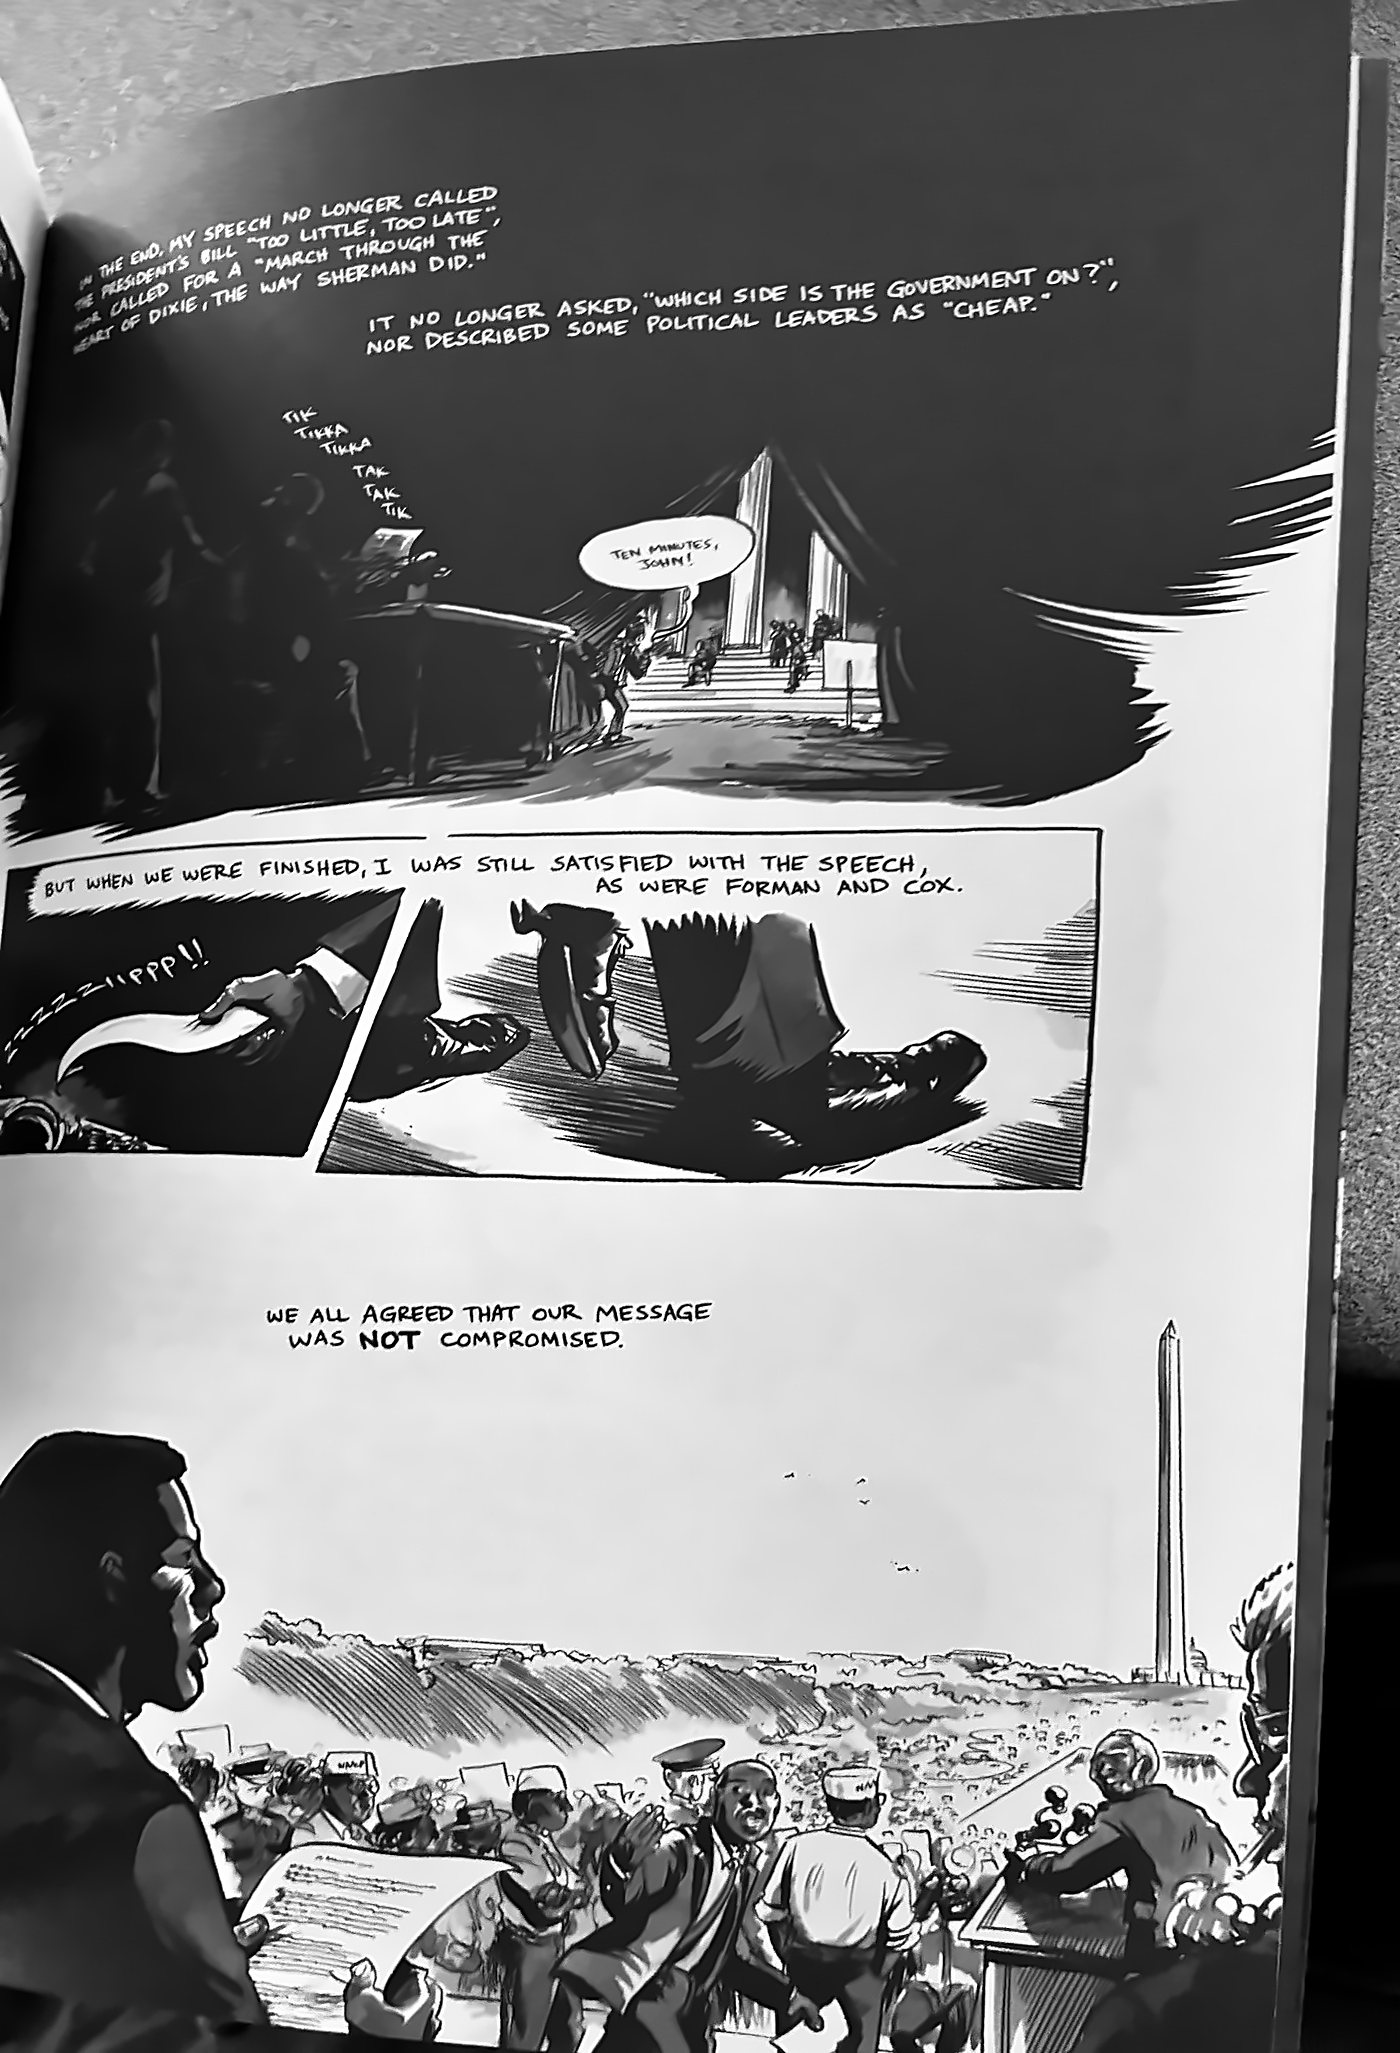 IN THE END, MY SPEECH NO LONGER CALLED
THE PRESIDENT'S BILL "TOO LITTLE, TOO LATE",
NOR CALLED FOR A "MARCH THROUGH THE
HEART OF DIXIE, THE WAY SHERMAN DID."
IT NO LONGER ASKED, "WHICH SIDE IS THE GOVERNMENT ON?",
NOR DESCRIBED SOME POLITICAL LEADERS AS "CHEAP."
TIK
TIKKA
TIKKA
TAK
TAK
TIK
TEN MINUTES,
JOHN!
BUT WHEN WE WERE FINISHED, I WAS STILL SATISFIED WITH THE SPEECH,
AS WERE FORMAN AND COX.
ZZZZZIIPPP!!
WE ALL AGREED THAT OUR MESSAGE
WAS NOT COMPROMISED.